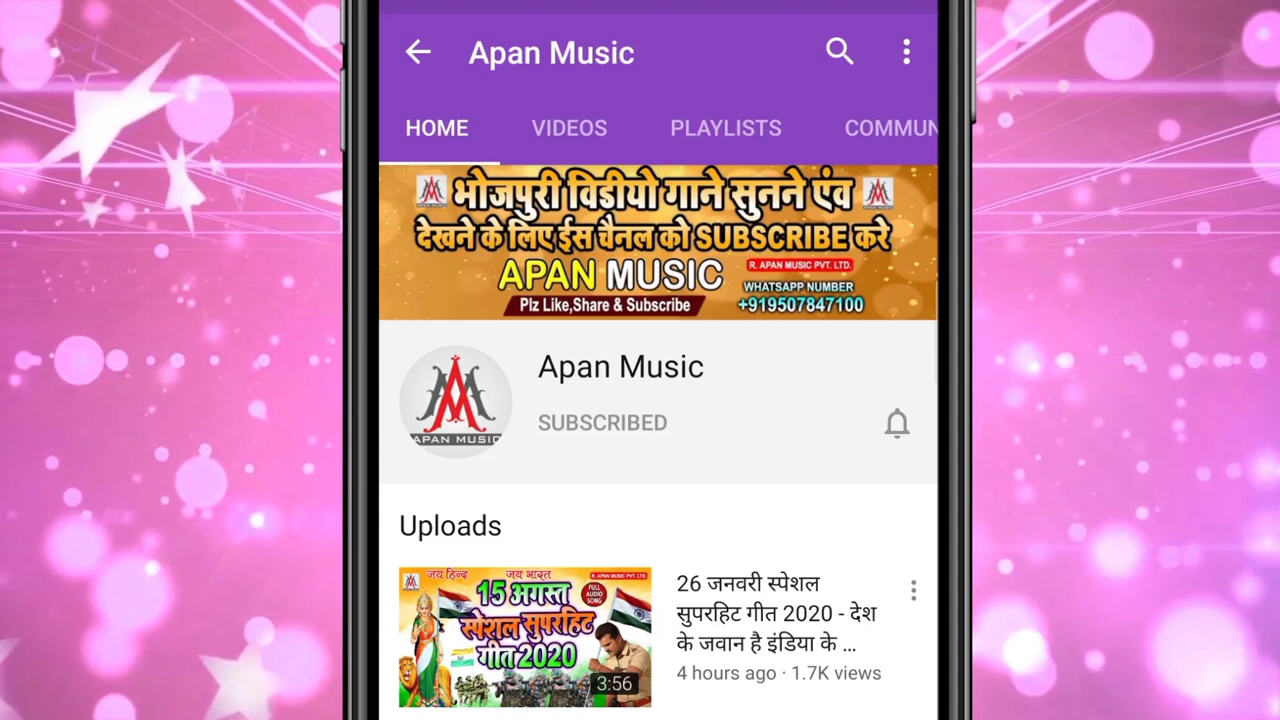 Apan Music
HOME VIDEOS PLAYLISTS COMMUN
भोजपुरी विडीयो गाने सुनने एंव
देखने के लिए ईस चैनल को SUBSCRIBE करे
APAN MUSIC
R. APAN MUSIC PVT. LTD.
Plz Like,Share & Subscribe
WHATSAPP NUMBER
+919507847100
APAN MUSIC
Apan Music
SUBSCRIBED
Uploads
जय हिन्द जय भारत
R. APAN MUSIC PVT. LTD
15 अगस्त
FULL
AUDIO
SONG
स्पेशल सुपरहिट
गीत 2020
3:56
26 जनवरी स्पेशल
सुपरहिट गीत 2020 - देश
के जवान है इंडिया के ...
4 hours ago · 1.7K views